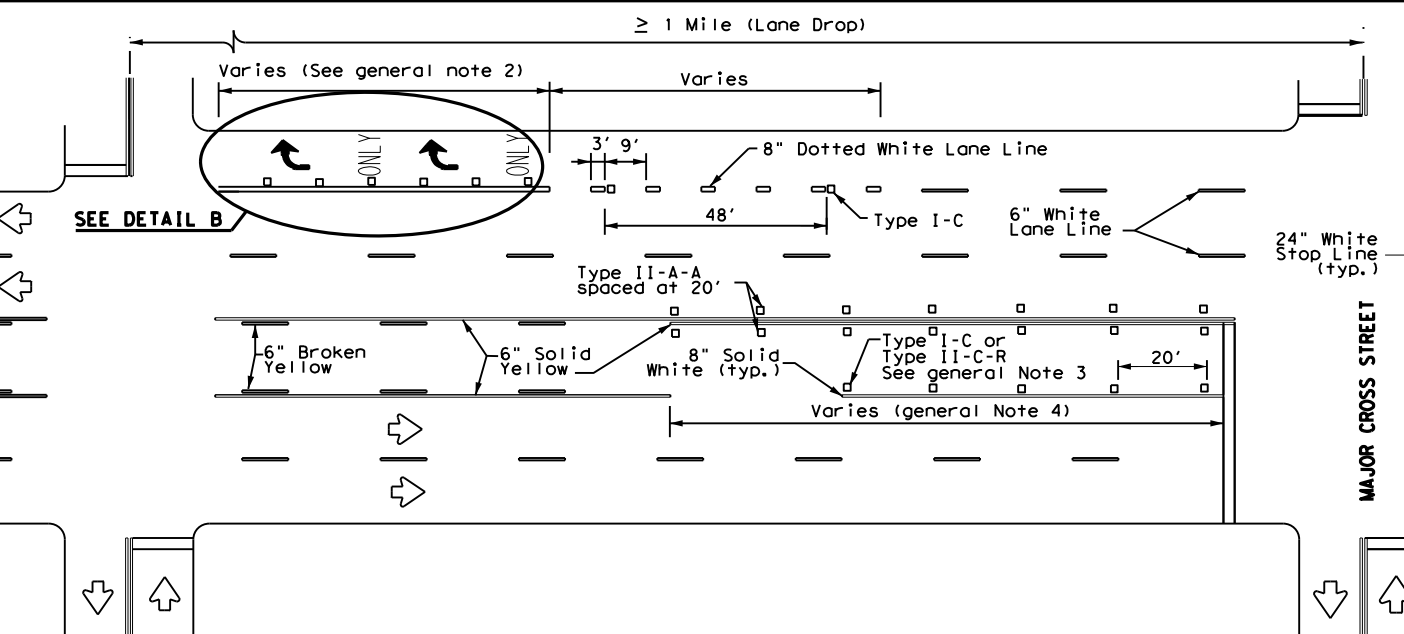 ≥ 1 Mile (Lane Drop)
Varies (See general note 2)
Varies
ONLY
ONLY
3' 9'
8" Dotted White Lane Line
SEE DETAIL B
48'
Type I-C
6" White
Lane Line
24" White
Stop Line
(typ.)
Type II-A-A
spaced at 20'
6" Broken
Yellow
6" Solid
Yellow
8" Solid
White (typ.)
Type I-C or
Type II-C-R
See general Note 3
20'
Varies (general Note 4)
MAJOR CROSS STREET